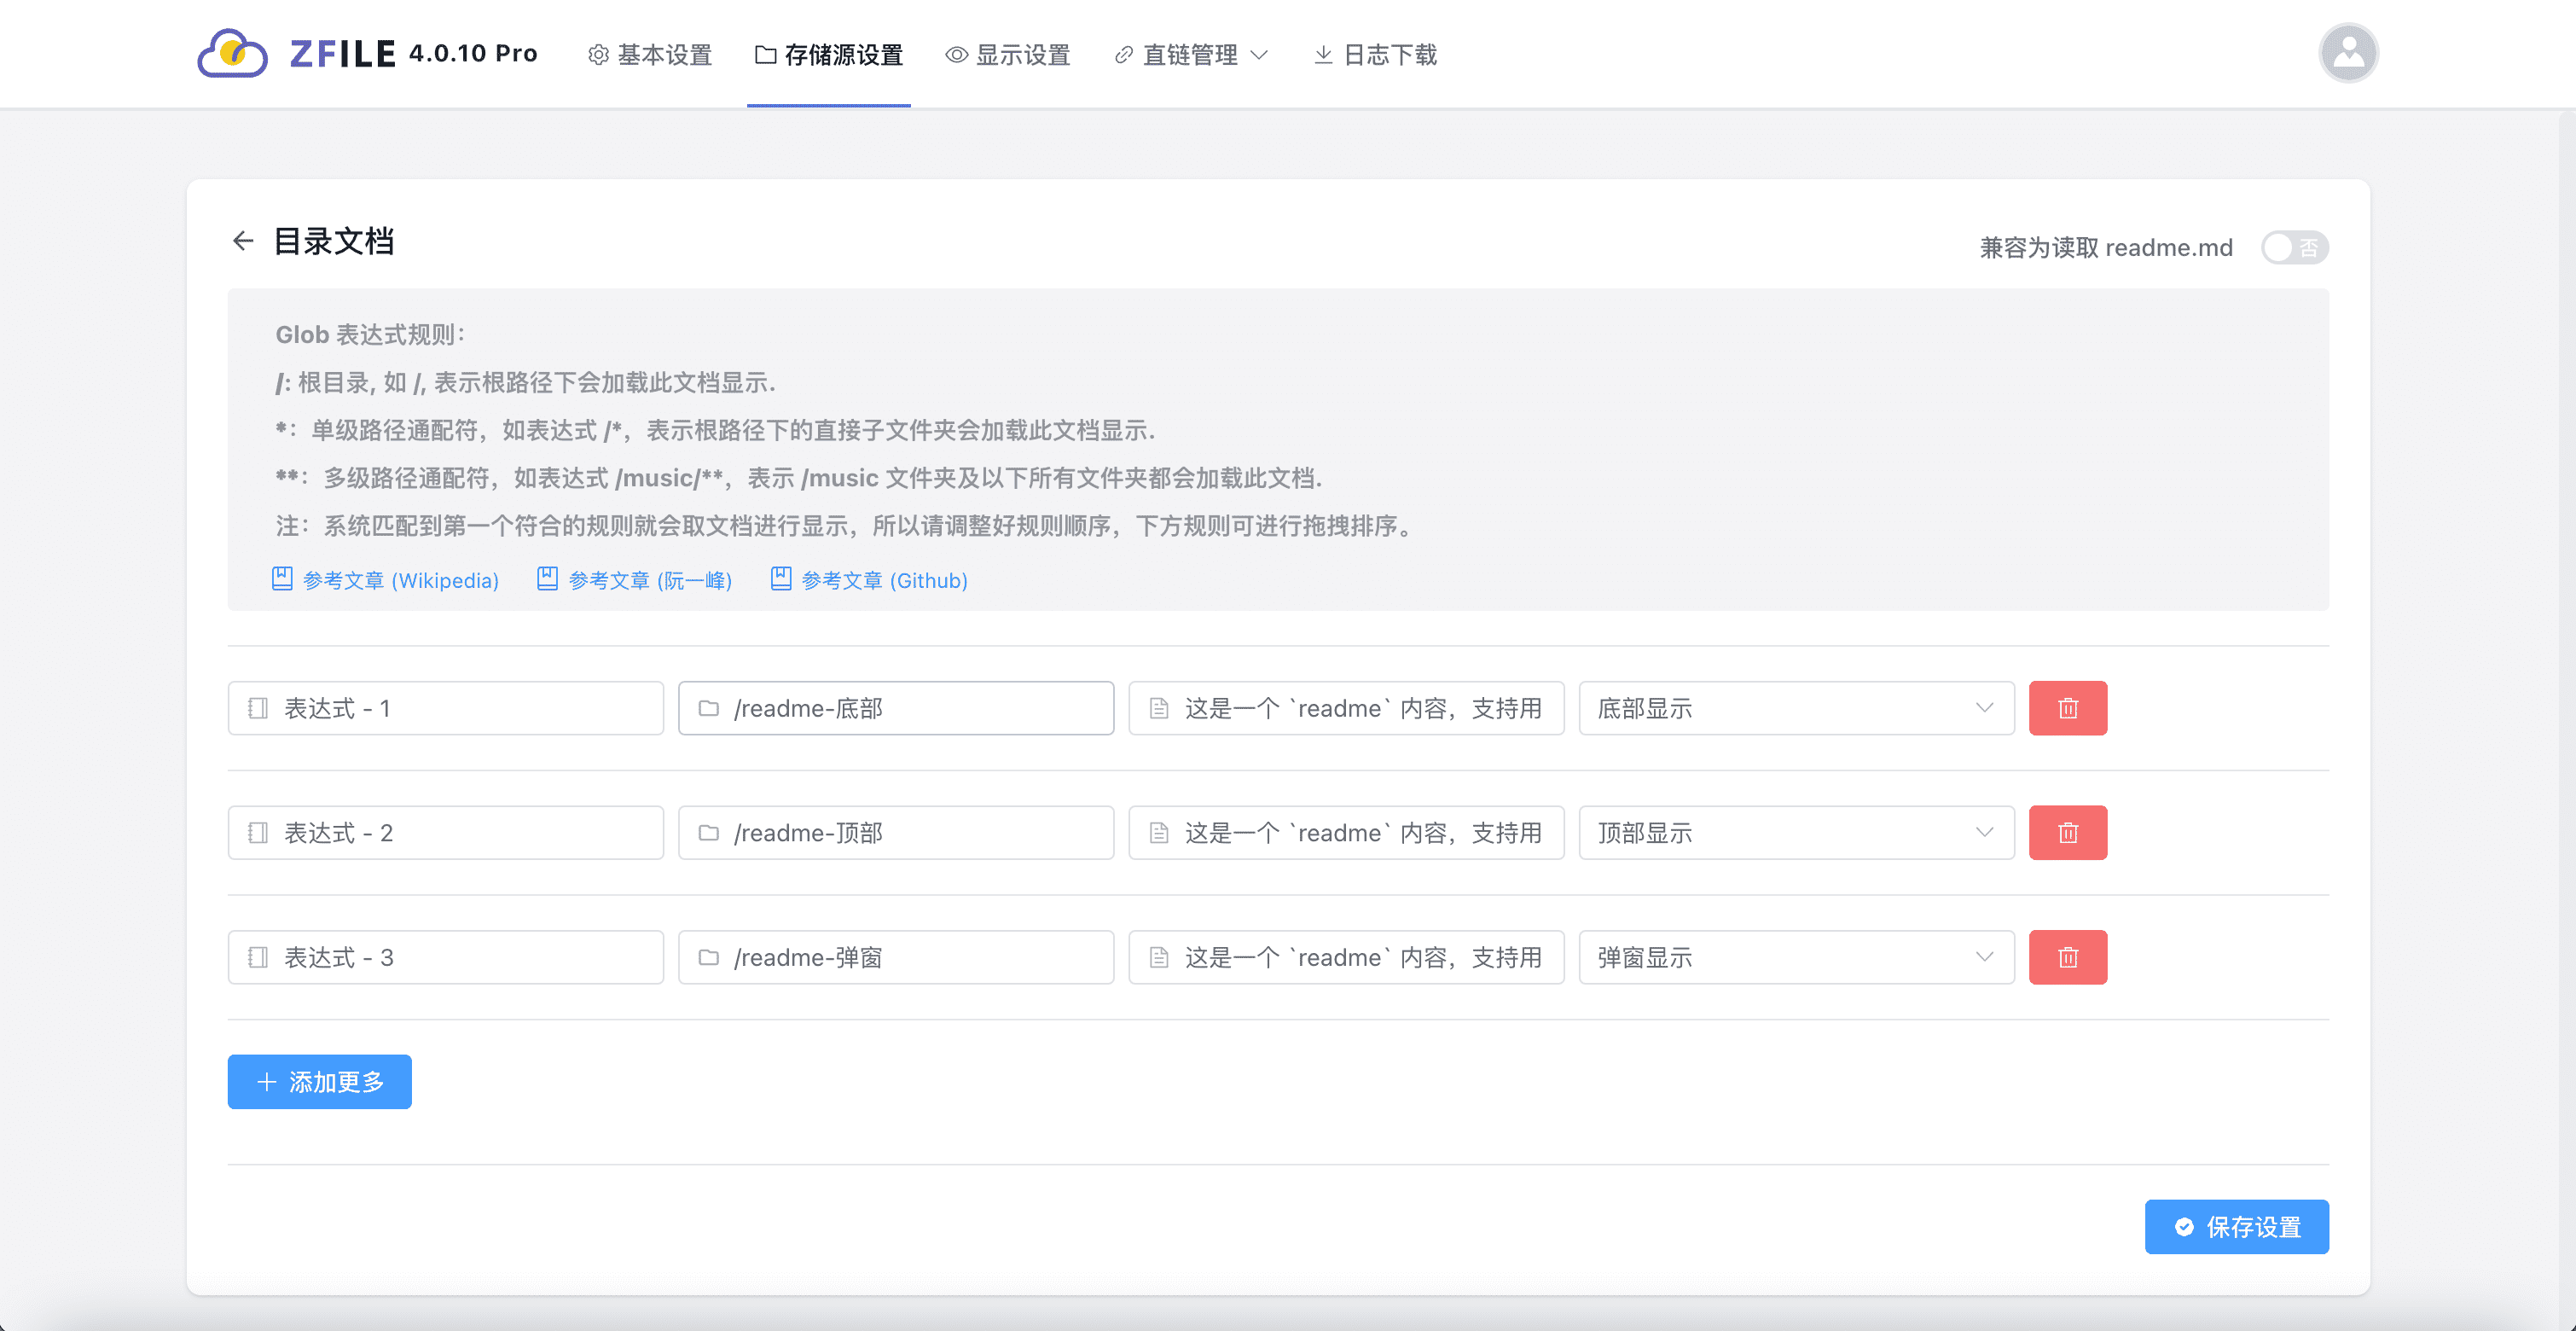 ZFILE 4.0.10 Pro 基本设置 存储源设置 显示设置 直链管理 日志下载
目录文档
兼容为读取 readme.md 否
Glob 表达式规则：
/: 根目录, 如 /, 表示根路径下会加载此文档显示.
*：单级路径通配符，如表达式 /*，表示根路径下的直接子文件夹会加载此文档显示.
**：多级路径通配符，如表达式 /music/**，表示 /music 文件夹及以下所有文件夹都会加载此文档.
注：系统匹配到第一个符合的规则就会取文档进行显示，所以请调整好规则顺序，下方规则可进行拖拽排序。
参考文章 (Wikipedia) 参考文章 (阮一峰) 参考文章 (Github)
表达式 - 1 /readme-底部 这是一个 `readme` 内容，支持用 底部显示
表达式 - 2 /readme-顶部 这是一个 `readme` 内容，支持用 顶部显示
表达式 - 3 /readme-弹窗 这是一个 `readme` 内容，支持用 弹窗显示
添加更多
保存设置